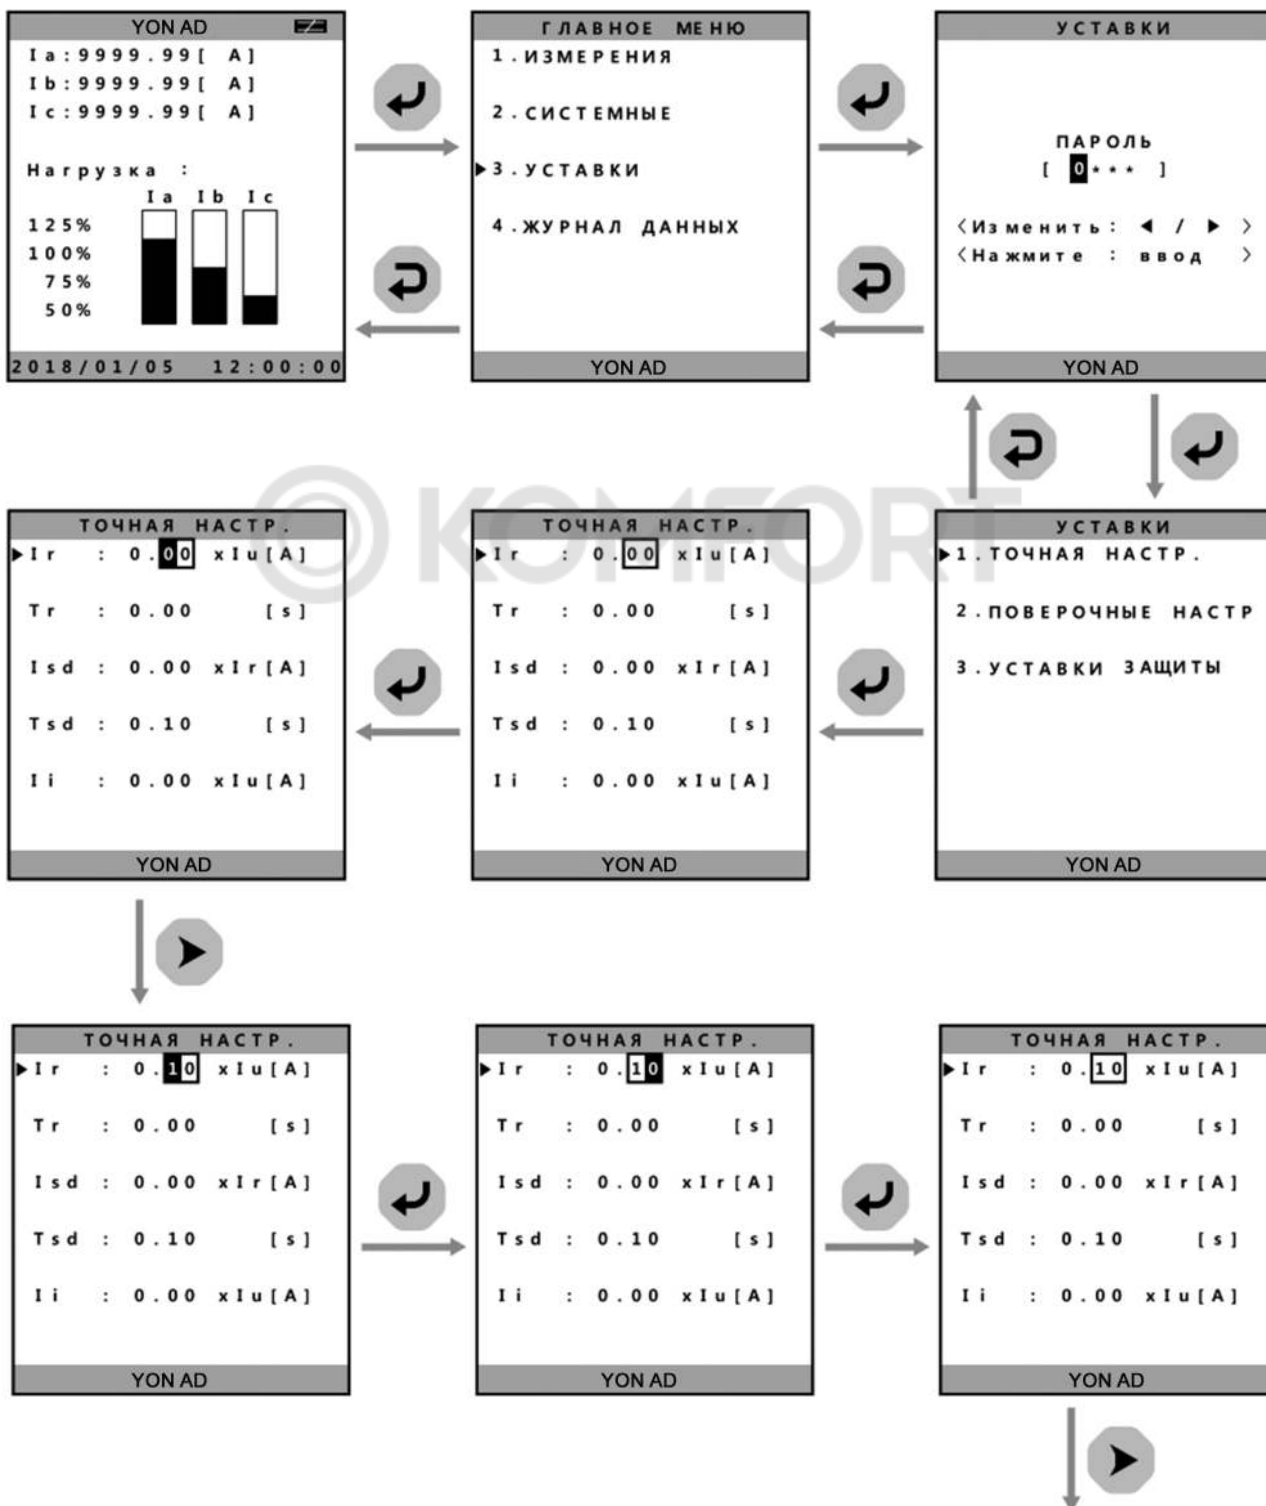 YON AD
Ia:9999.99[ A]
Ib:9999.99[ A]
Ic:9999.99[ A]
Нагрузка :
Ia Ib Ic
125%
100%
75%
50%
2018/01/05 12:00:00
ГЛАВНОЕ МЕНЮ
1.ИЗМЕРЕНИЯ
2.СИСТЕМНЫЕ
▶3.УСТАВКИ
4.ЖУРНАЛ ДАННЫХ
YON AD
УСТАВКИ
ПАРОЛЬ
[ 0*** ]
<Изменить: ◀ / ▶ >
<Нажмите : ввод >
YON AD
KOMFORT
ТОЧНАЯ НАСТР.
▶Ir : 0.00 xIu[A]
Tr : 0.00 [s]
Isd : 0.00 xIr[A]
Tsd : 0.10 [s]
Ii : 0.00 xIu[A]
YON AD
ТОЧНАЯ НАСТР.
▶Ir : 0.00 xIu[A]
Tr : 0.00 [s]
Isd : 0.00 xIr[A]
Tsd : 0.10 [s]
Ii : 0.00 xIu[A]
YON AD
УСТАВКИ
▶1.ТОЧНАЯ НАСТР.
2.ПОВЕРОЧНЫЕ НАСТР
3.УСТАВКИ ЗАЩИТЫ
YON AD
ТОЧНАЯ НАСТР.
▶Ir : 0.10 xIu[A]
Tr : 0.00 [s]
Isd : 0.00 xIr[A]
Tsd : 0.10 [s]
Ii : 0.00 xIu[A]
YON AD
ТОЧНАЯ НАСТР.
▶Ir : 0.10 xIu[A]
Tr : 0.00 [s]
Isd : 0.00 xIr[A]
Tsd : 0.10 [s]
Ii : 0.00 xIu[A]
YON AD
ТОЧНАЯ НАСТР.
▶Ir : 0.10 xIu[A]
Tr : 0.00 [s]
Isd : 0.00 xIr[A]
Tsd : 0.10 [s]
Ii : 0.00 xIu[A]
YON AD